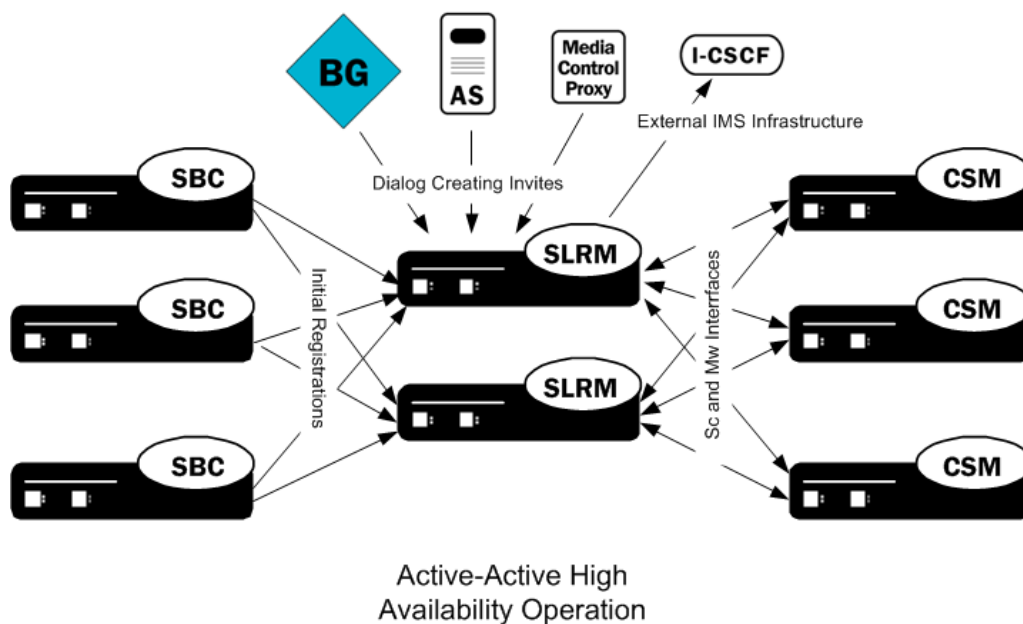 BG
AS
Media
Control
Proxy
I-CSCF
External IMS Infrastructure
Dialog Creating Invites
SBC
SLRM
CSM
SBC
Initial Registrations
Sc and Mw Interrfaces
CSM
SLRM
SBC
CSM
Active-Active High
Availability Operation